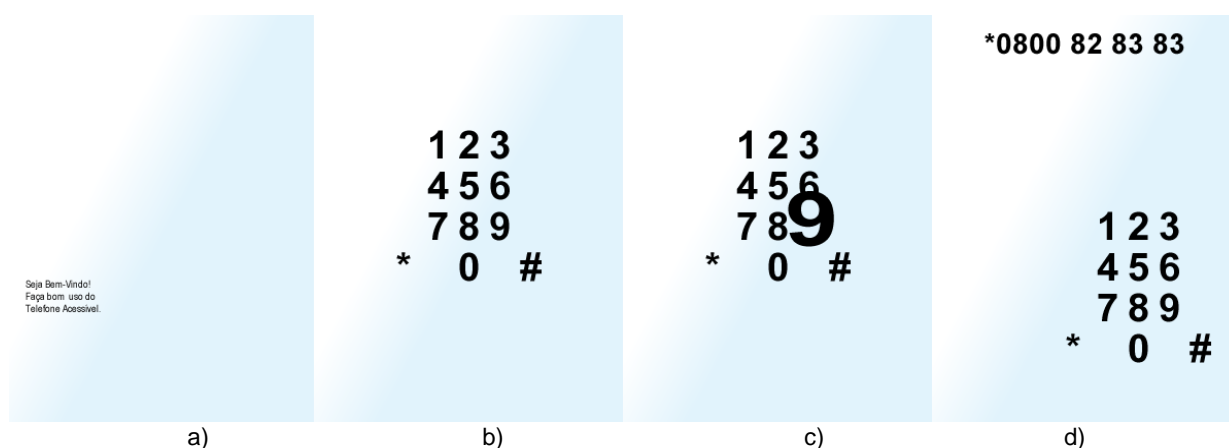 Seja Bem-Vindo!
Faça bom uso do
Telefone Acessível.
a)
1 2 3
4 5 6
7 8 9
* 0 #
b)
1 2 3
4 5 6
7 8 9
* 0 #
c)
*0800 82 83 83
1 2 3
4 5 6
7 8 9
* 0 #
d)